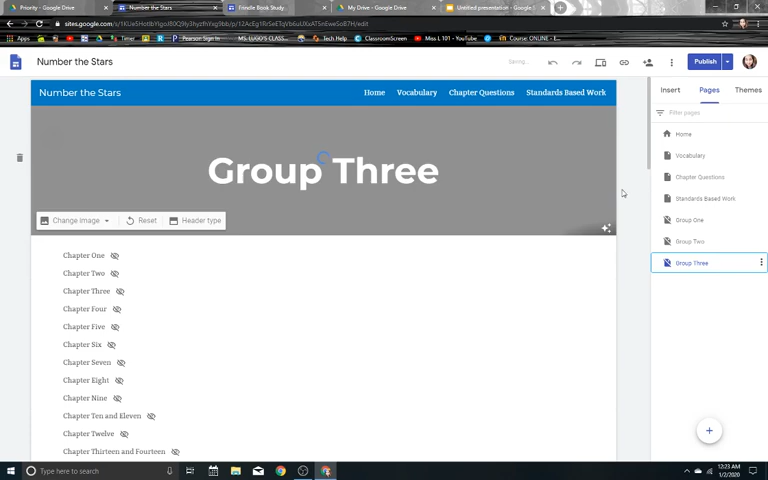 Priority - Google Drive
Number the Stars
Frindle Book Study
My Drive - Google Drive
Untitled presentation - Google S
sites.google.com
Apps
Timer
Pearson Sign In
MS. LUGO'S CLASS...
Tech Help
ClassroomScreen
Miss L 101 - YouTube
Course ONLINE - E...
Number the Stars
Saving...
Publish
Number the Stars
Home
Vocabulary
Chapter Questions
Standards Based Work
Insert
Pages
Themes
Filter pages
Group Three
Change image
Reset
Header type
Home
Vocabulary
Chapter Questions
Standards Based Work
Group One
Group Two
Group Three
Chapter One
Chapter Two
Chapter Three
Chapter Four
Chapter Five
Chapter Six
Chapter Seven
Chapter Eight
Chapter Nine
Chapter Ten and Eleven
Chapter Twelve
Chapter Thirteen and Fourteen
Type here to search
12:23 AM
1/2/2020